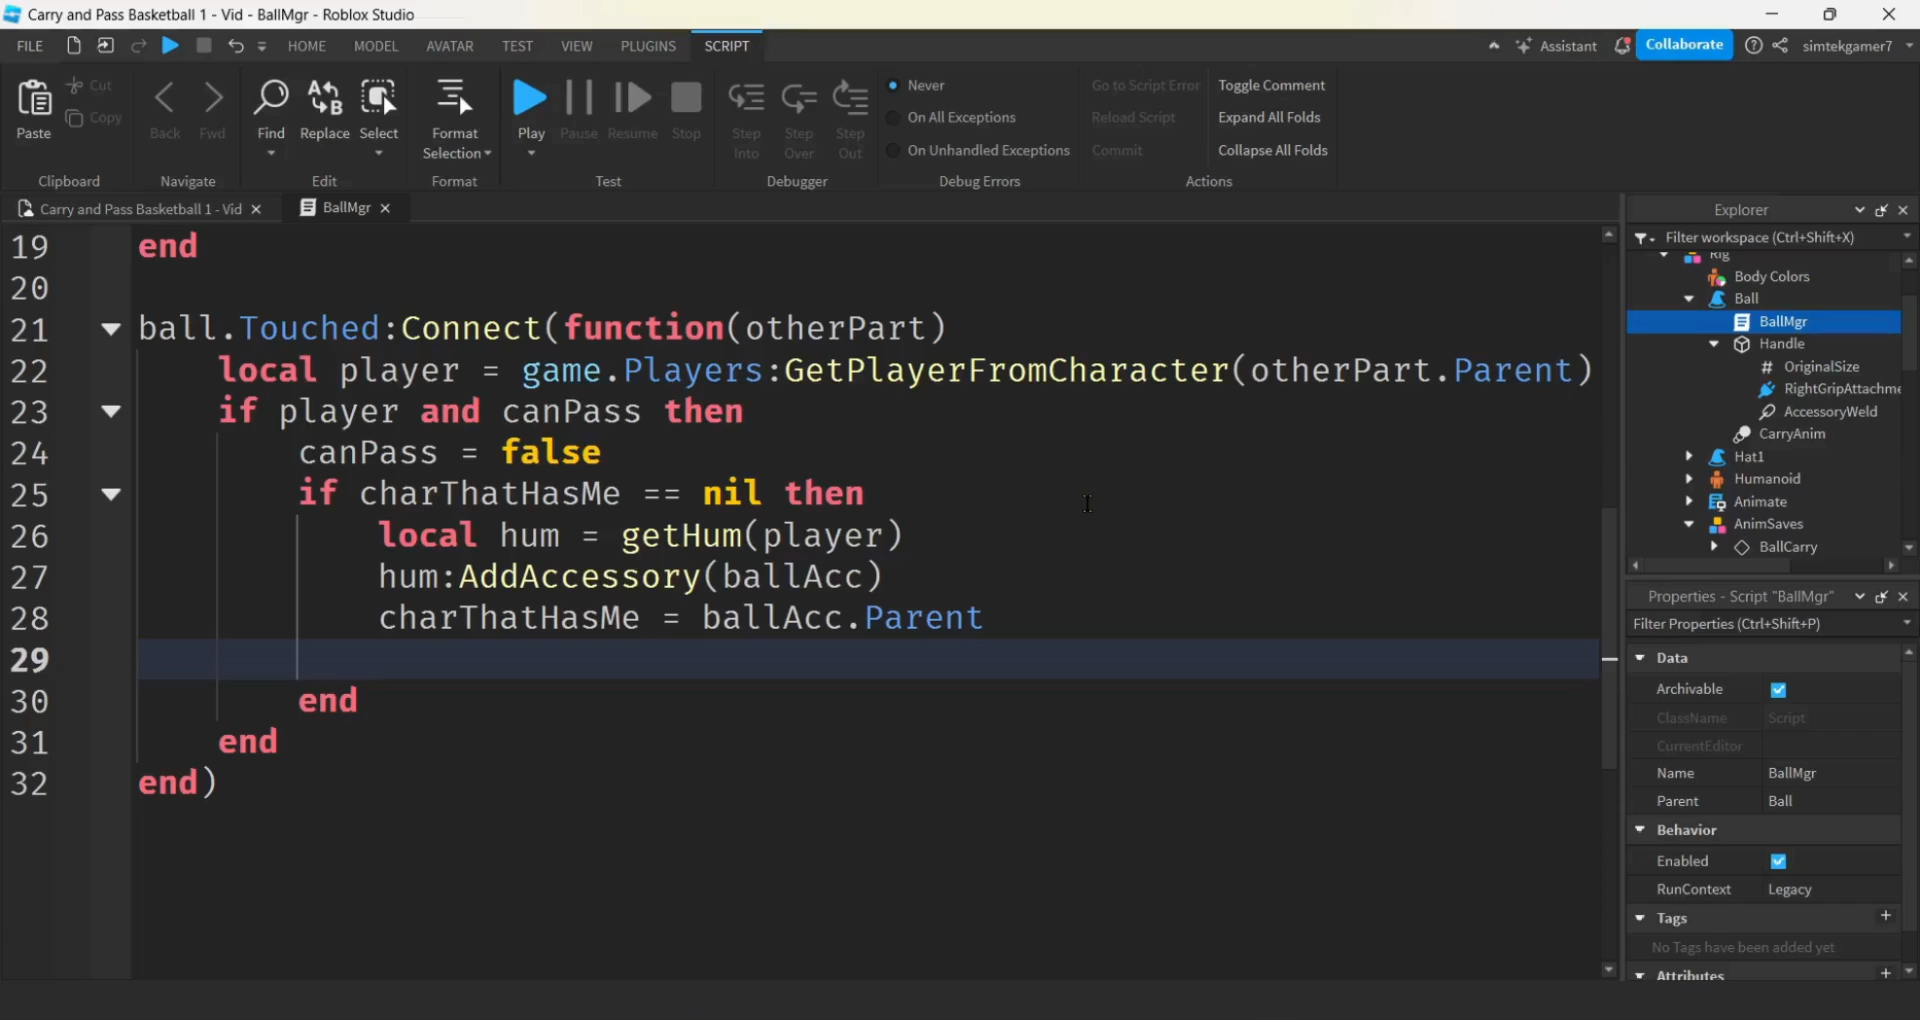 Carry and Pass Basketball 1 - Vid - BallMgr - Roblox Studio
FILE HOME MODEL AVATAR TEST VIEW PLUGINS SCRIPT Assistant Collaborate simtekgamer7
Paste Cut Copy
Clipboard
Back Fwd
Navigate
Find Replace Select
Edit
Format Selection
Format
Play Pause Resume Stop
Test
Step Into Step Over Step Out
Debugger
Never
On All Exceptions
On Unhandled Exceptions
Debug Errors
Go to Script Error Toggle Comment
Reload Script Expand All Folds
Commit Collapse All Folds
Actions
Carry and Pass Basketball 1 - Vid BallMgr
19 end
20
21 ball.Touched:Connect(function(otherPart)
22 local player = game.Players:GetPlayerFromCharacter(otherPart.Parent)
23 if player and canPass then
24 canPass = false
25 if charThatHasMe == nil then
26 local hum = getHum(player)
27 hum:AddAccessory(ballAcc)
28 charThatHasMe = ballAcc.Parent
29
30 end
31 end
32 end)
Explorer
Filter workspace (Ctrl+Shift+X)
Rig
Body Colors
Ball
BallMgr
Handle
# OriginalSize
RightGripAttachme
AccessoryWeld
CarryAnim
Hat1
Humanoid
Animate
AnimSaves
BallCarry
Properties - Script "BallMgr"
Filter Properties (Ctrl+Shift+P)
Data
Archivable
ClassName Script
CurrentEditor
Name BallMgr
Parent Ball
Behavior
Enabled
RunContext Legacy
Tags +
No Tags have been added yet
Attributes +